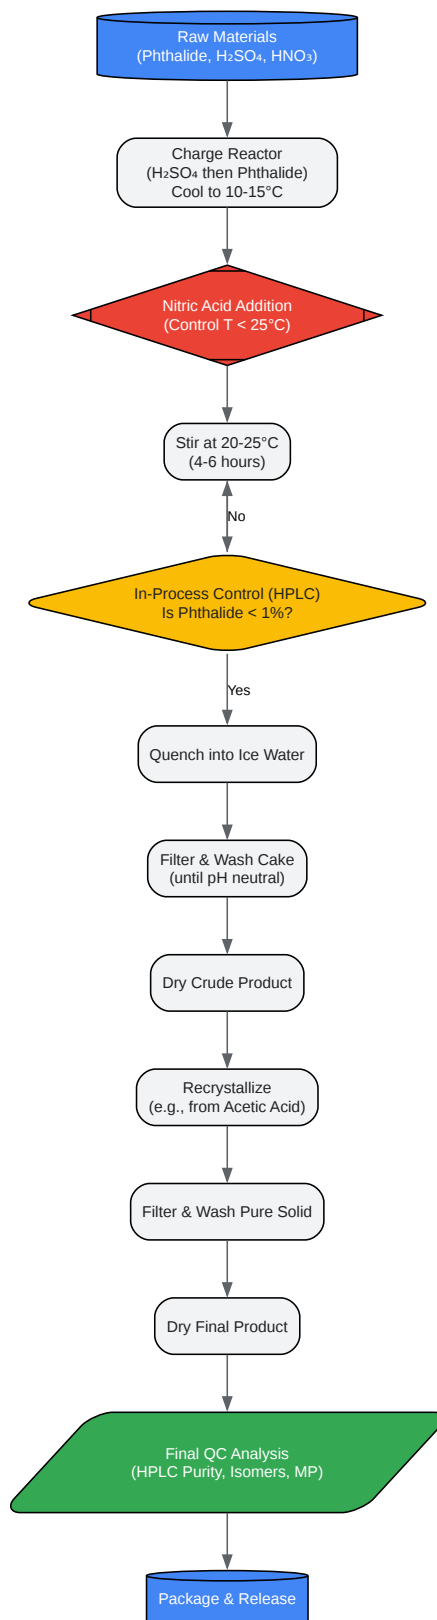 Raw Materials
(Phthalide, H₂SO₄, HNO₃)
Charge Reactor
(H₂SO₄ then Phthalide)
Cool to 10-15°C
Nitric Acid Addition
(Control T < 25°C)
Stir at 20-25°C
(4-6 hours)
No
In-Process Control (HPLC)
Is Phthalide < 1%?
Yes
Quench into Ice Water
Filter & Wash Cake
(until pH neutral)
Dry Crude Product
Recrystallize
(e.g., from Acetic Acid)
Filter & Wash Pure Solid
Dry Final Product
Final QC Analysis
(HPLC Purity, Isomers, MP)
Package & Release